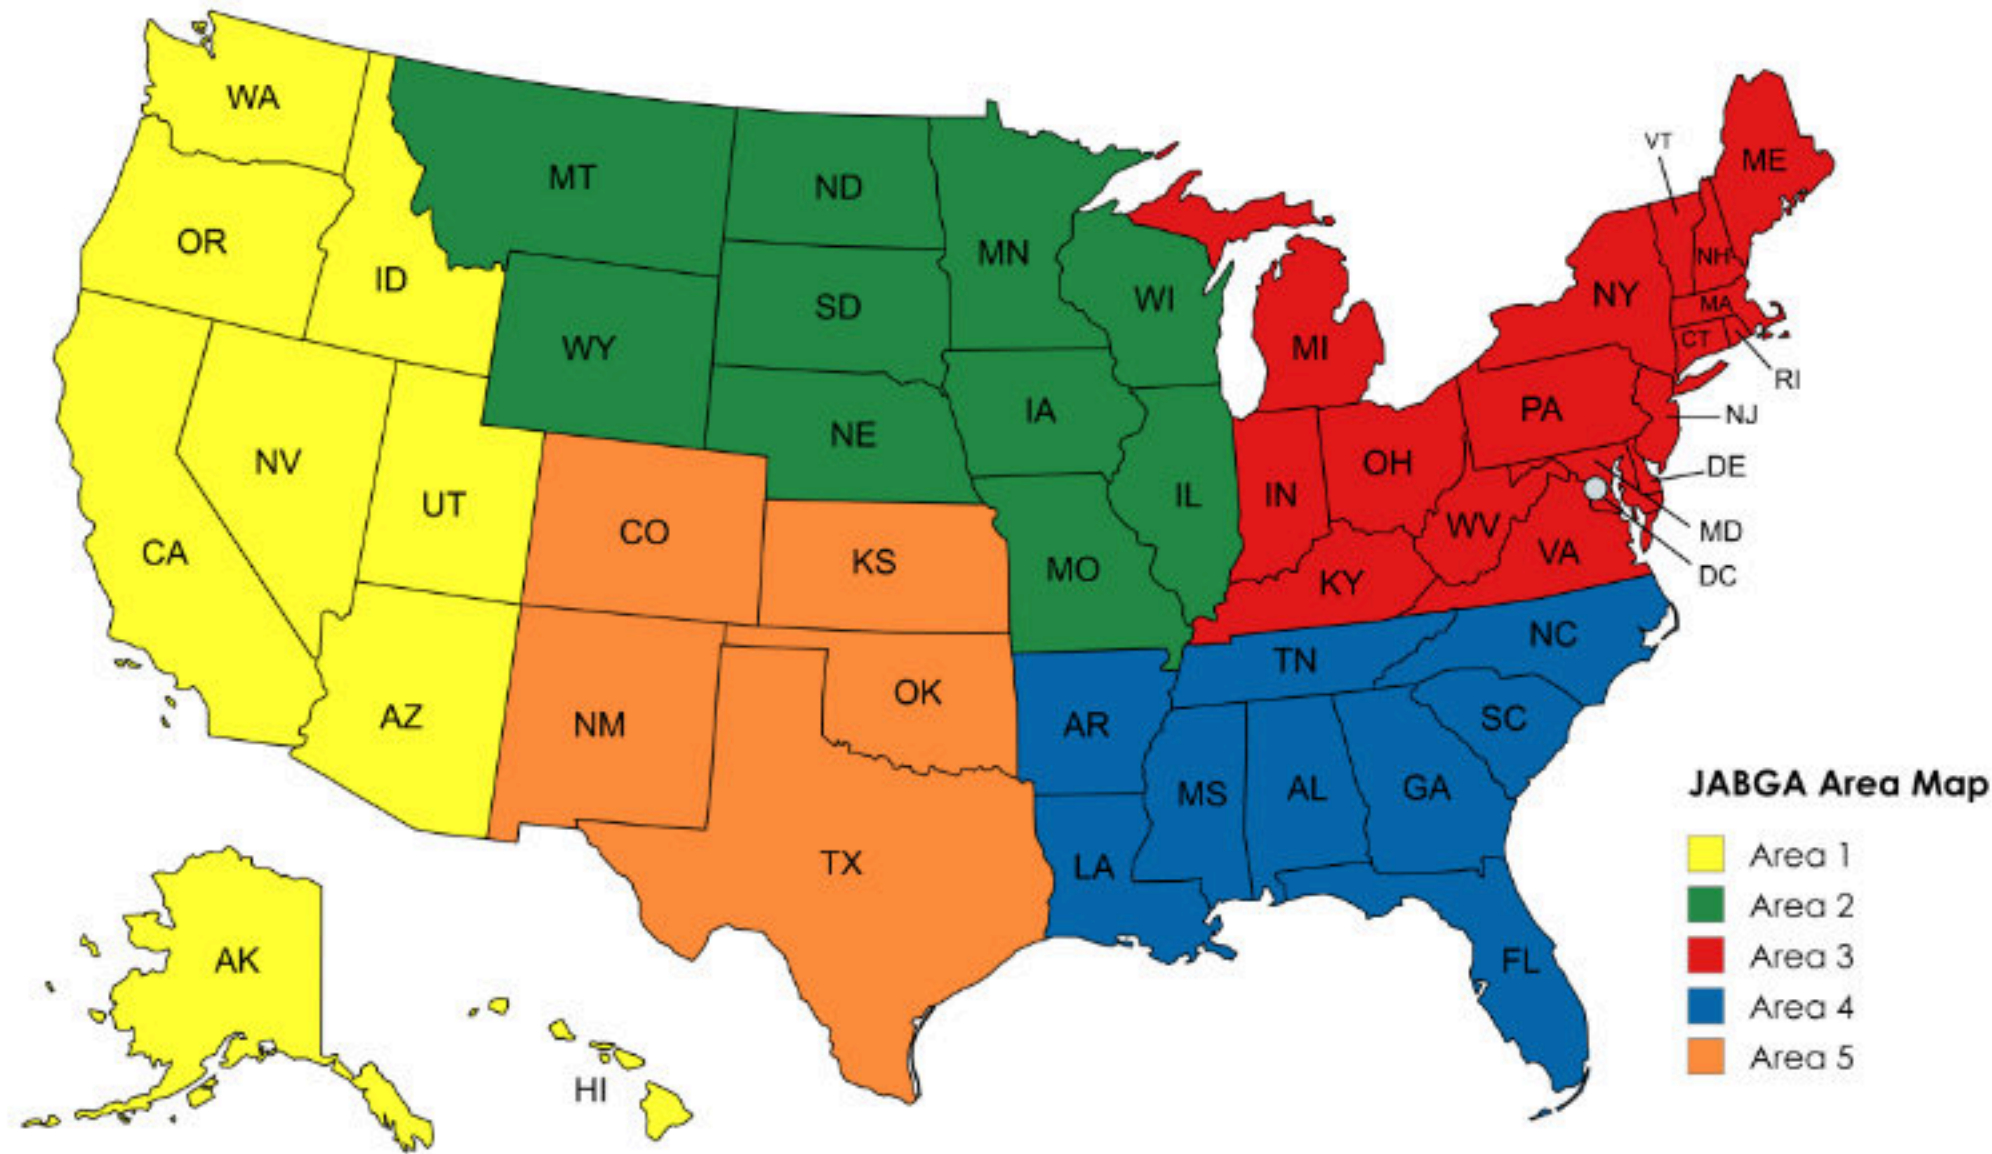 WA
MT
ND
MN
VT
ME
OR
ID
SD
WI
NY
NH
MA
WY
MI
CT
RI
NV
NE
IA
PA
NJ
UT
CO
IL
IN
OH
DE
CA
KS
MO
WV
VA
MD
KY
DC
AZ
NM
OK
AR
TN
NC
SC
TX
LA
MS
AL
GA
FL
AK
HI
JABGA Area Map
Area 1
Area 2
Area 3
Area 4
Area 5